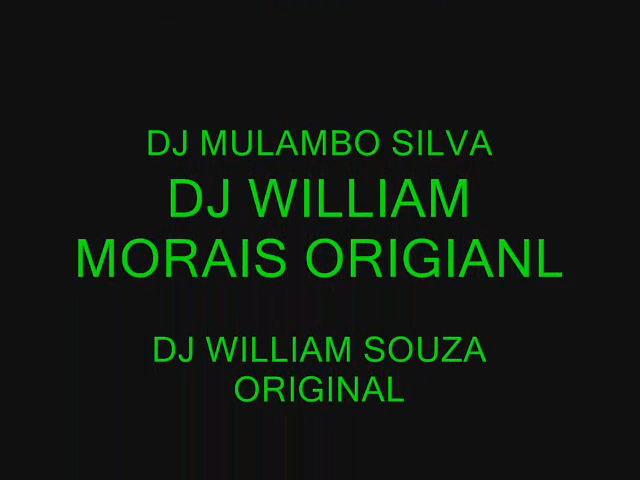 DJ MULAMBO SILVA
DJ WILLIAM
MORAIS ORIGIANL
DJ WILLIAM SOUZA
ORIGINAL